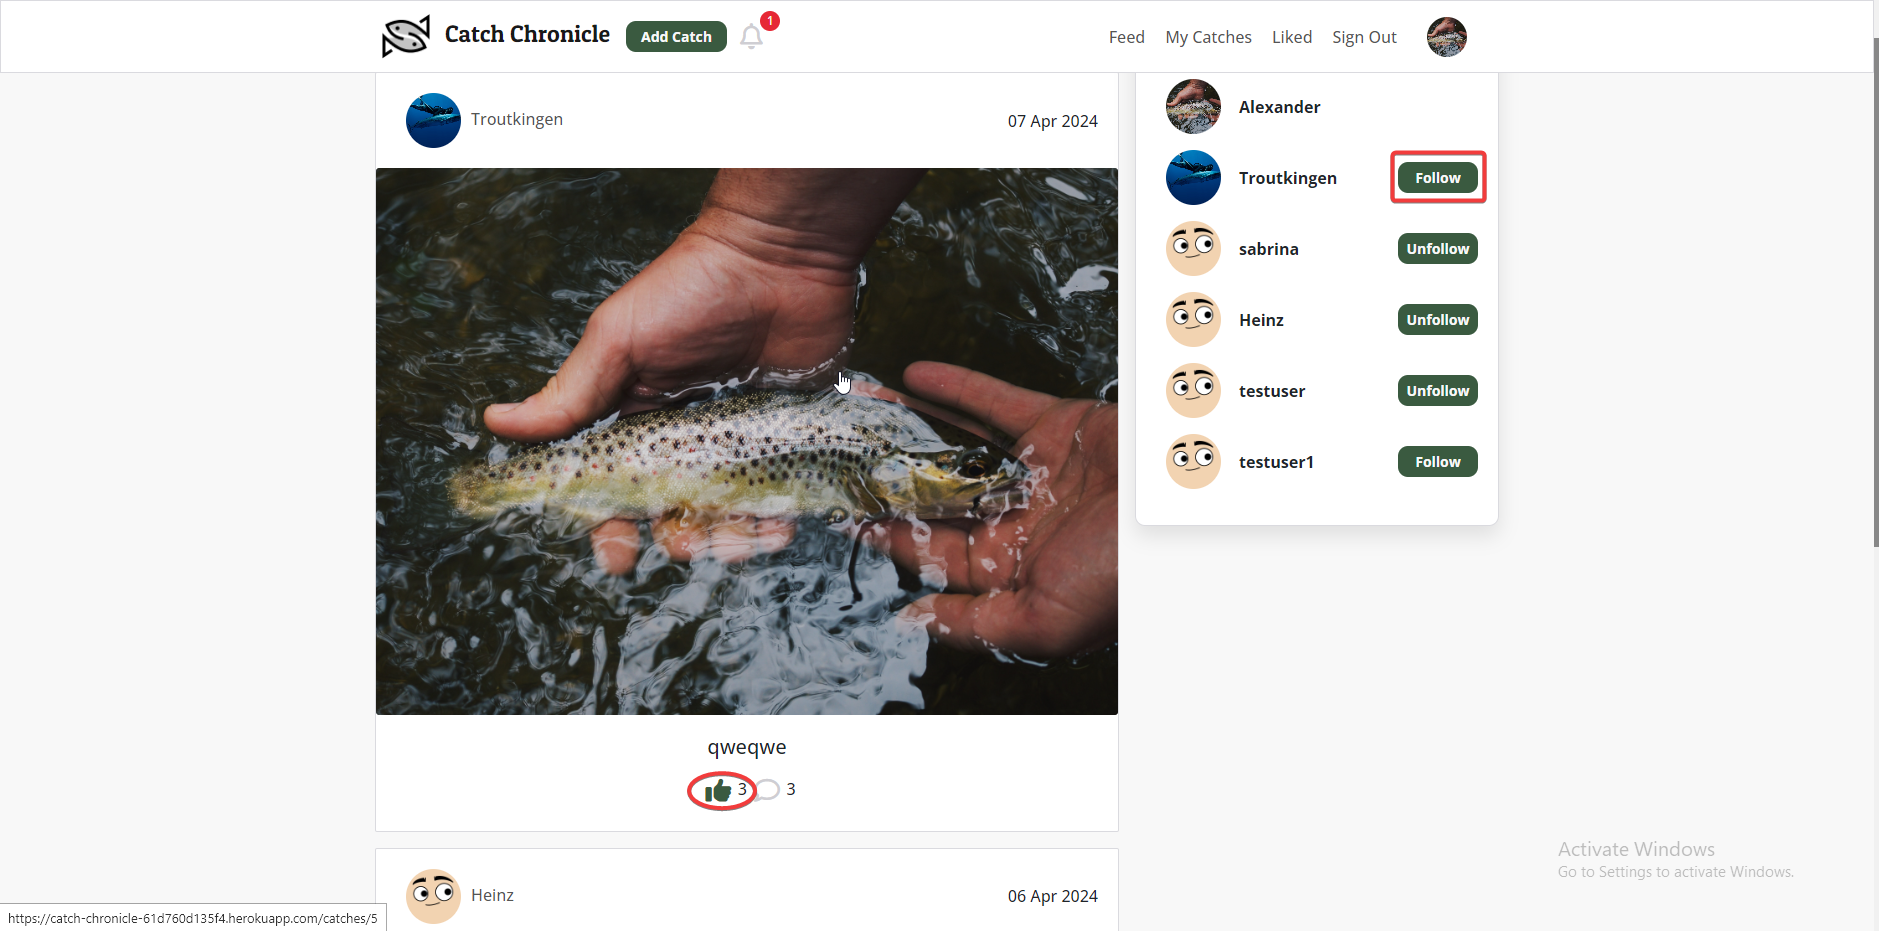 Catch Chronicle
Add Catch
1
Feed
My Catches
Liked
Sign Out
Troutkingen
07 Apr 2024
qweqwe
3
3
Heinz
06 Apr 2024
Alexander
Troutkingen
Follow
sabrina
Unfollow
Heinz
Unfollow
testuser
Unfollow
testuser1
Follow
Activate Windows
Go to Settings to activate Windows.
https://catch-chronicle-61d760d135f4.herokuapp.com/catches/5